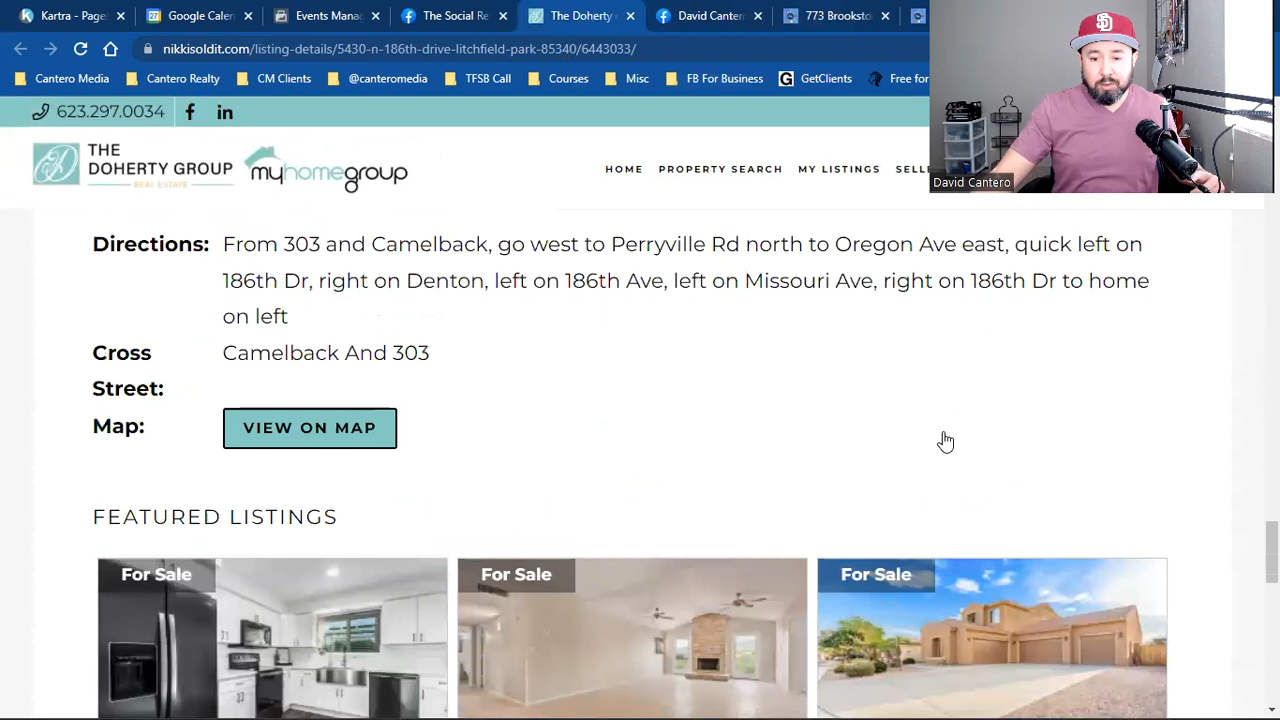 Kartra - Pages
Google Caler
Events Mana
The Social Re
The Doherty
David Canter
773 Brooksto
nikkisoldit.com/listing-details/5430-n-186th-drive-litchfield-park-85340/6443033/
Cantero Media
Cantero Realty
CM Clients
@canteromedia
TFSB Call
Courses
Misc
FB For Business
GetClients
Free for
623.297.0034
THE
DOHERTY GROUP
REAL ESTATE
myhomegroup
HOME
PROPERTY SEARCH
MY LISTINGS
SELL
David Cantero
Directions: From 303 and Camelback, go west to Perryville Rd north to Oregon Ave east, quick left on
186th Dr, right on Denton, left on 186th Ave, left on Missouri Ave, right on 186th Dr to home
on left
Cross Camelback And 303
Street:
Map: VIEW ON MAP
FEATURED LISTINGS
For Sale
For Sale
For Sale